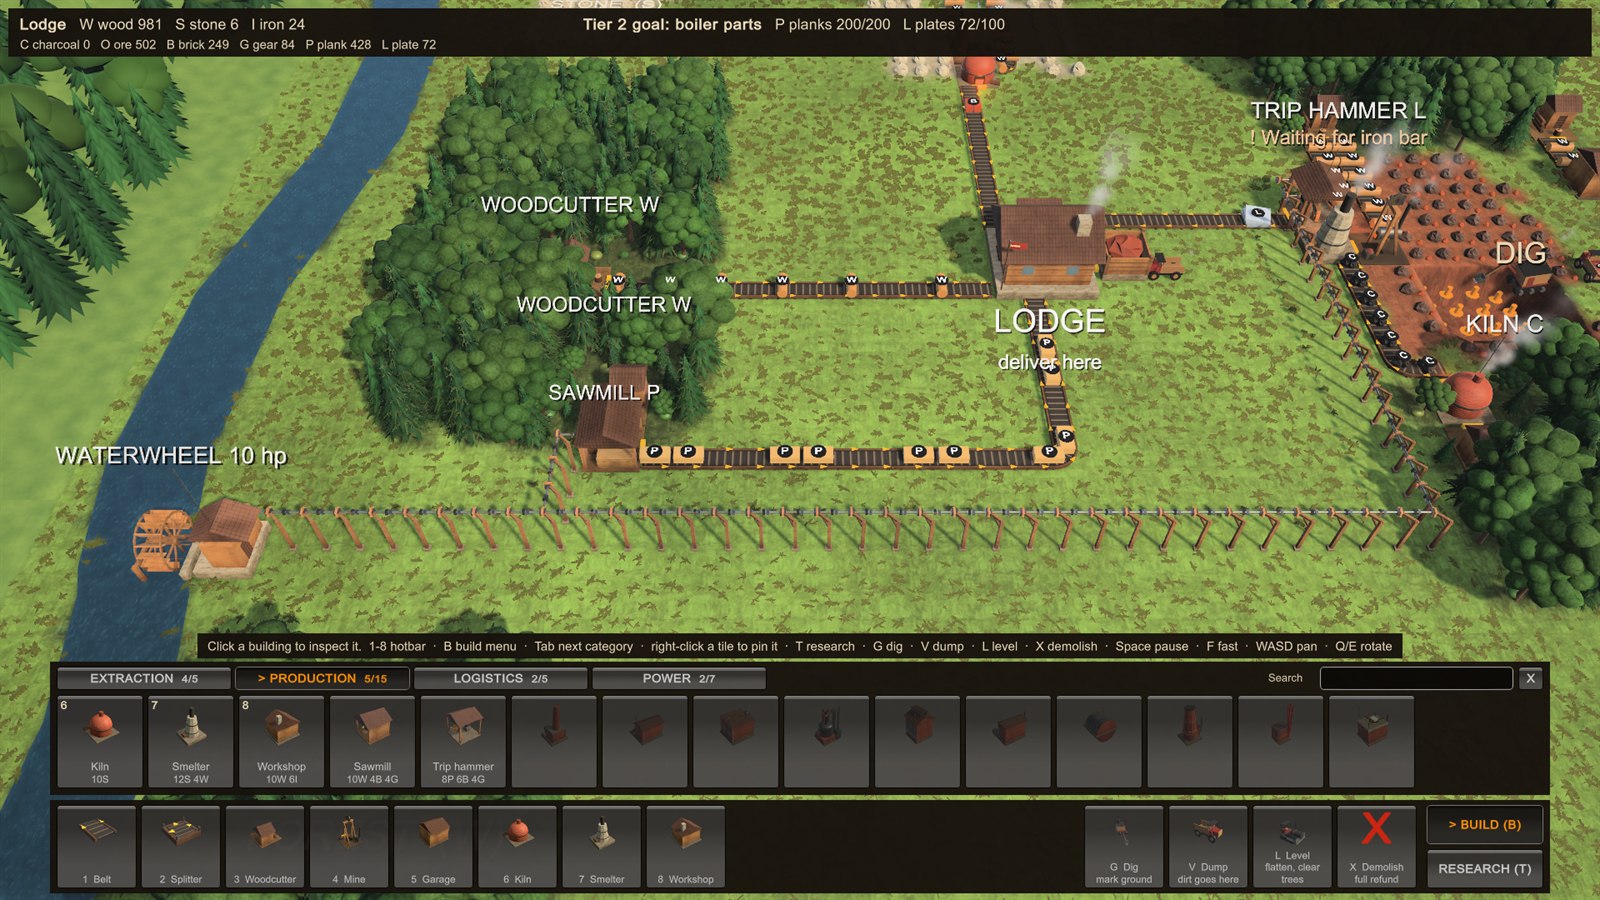 STONE (S)
Lodge W wood 981 S stone 6 I iron 24
C charcoal 0 O ore 502 B brick 249 G gear 84 P plank 428 L plate 72
Tier 2 goal: boiler parts P planks 200/200 L plates 72/100
TRIP HAMMER L
! Waiting for iron bar
WOODCUTTER W
DIG
WOODCUTTER W
LODGE
deliver here
KILN C
SAWMILL P
WATERWHEEL 10 hp
Click a building to inspect it. 1-8 hotbar · B build menu · Tab next category · right-click a tile to pin it · T research · G dig · V dump · L level · X demolish · Space pause · F fast · WASD pan · Q/E rotate
EXTRACTION 4/5
> PRODUCTION 5/15
LOGISTICS 2/5
POWER 2/7
Search
X
6
Kiln
10S
7
Smelter
12S 4W
8
Workshop
10W 6I
Sawmill
10W 4B 4G
Trip hammer
8P 6B 4G
1 Belt
2 Splitter
3 Woodcutter
4 Mine
5 Garage
6 Kiln
7 Smelter
8 Workshop
G Dig
mark ground
V Dump
dirt goes here
L Level
flatten, clear
trees
X Demolish
full refund
> BUILD (B)
RESEARCH (T)